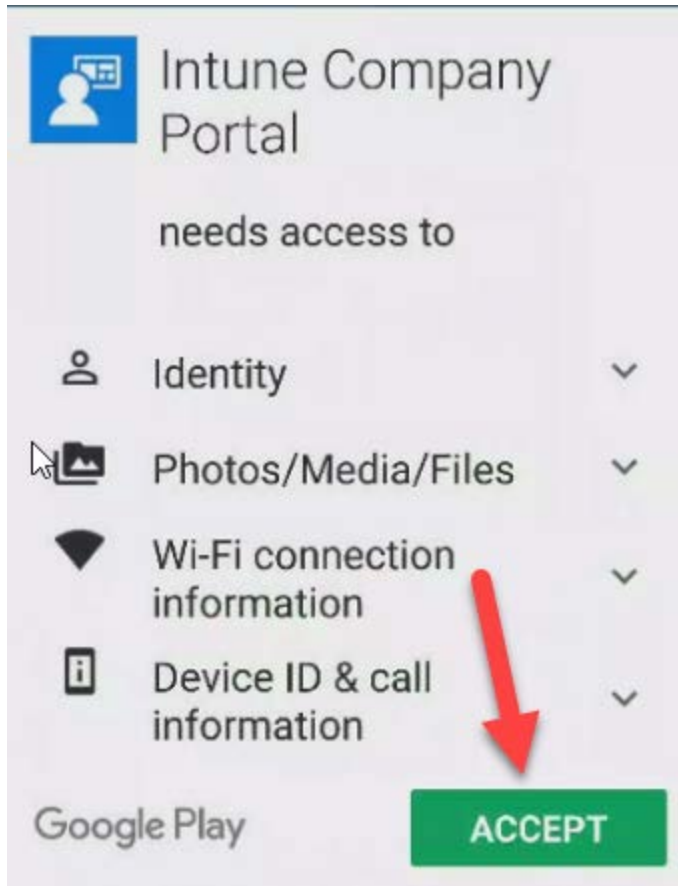 Intune Company
Portal
needs access to
Identity
Photos/Media/Files
Wi-Fi connection
information
Device ID & call
information
Google Play
ACCEPT